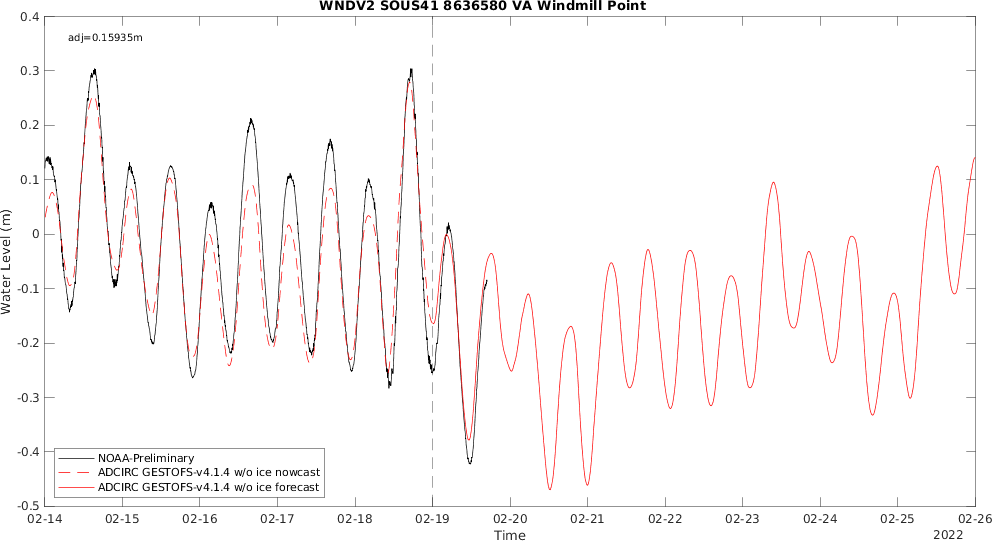 WNDV2 SOUS41 8636580 VA Windmill Point
adj=0.15935m
0.4
0.3
0.2
0.1
0
-0.1
-0.2
-0.3
-0.4
-0.5
Water Level (m)
NOAA-Preliminary
ADCIRC GESTOFS-v4.1.4 w/o ice nowcast
ADCIRC GESTOFS-v4.1.4 w/o ice forecast
02-14 02-15 02-16 02-17 02-18 02-19 02-20 02-21 02-22 02-23 02-24 02-25 02-26
Time
2022